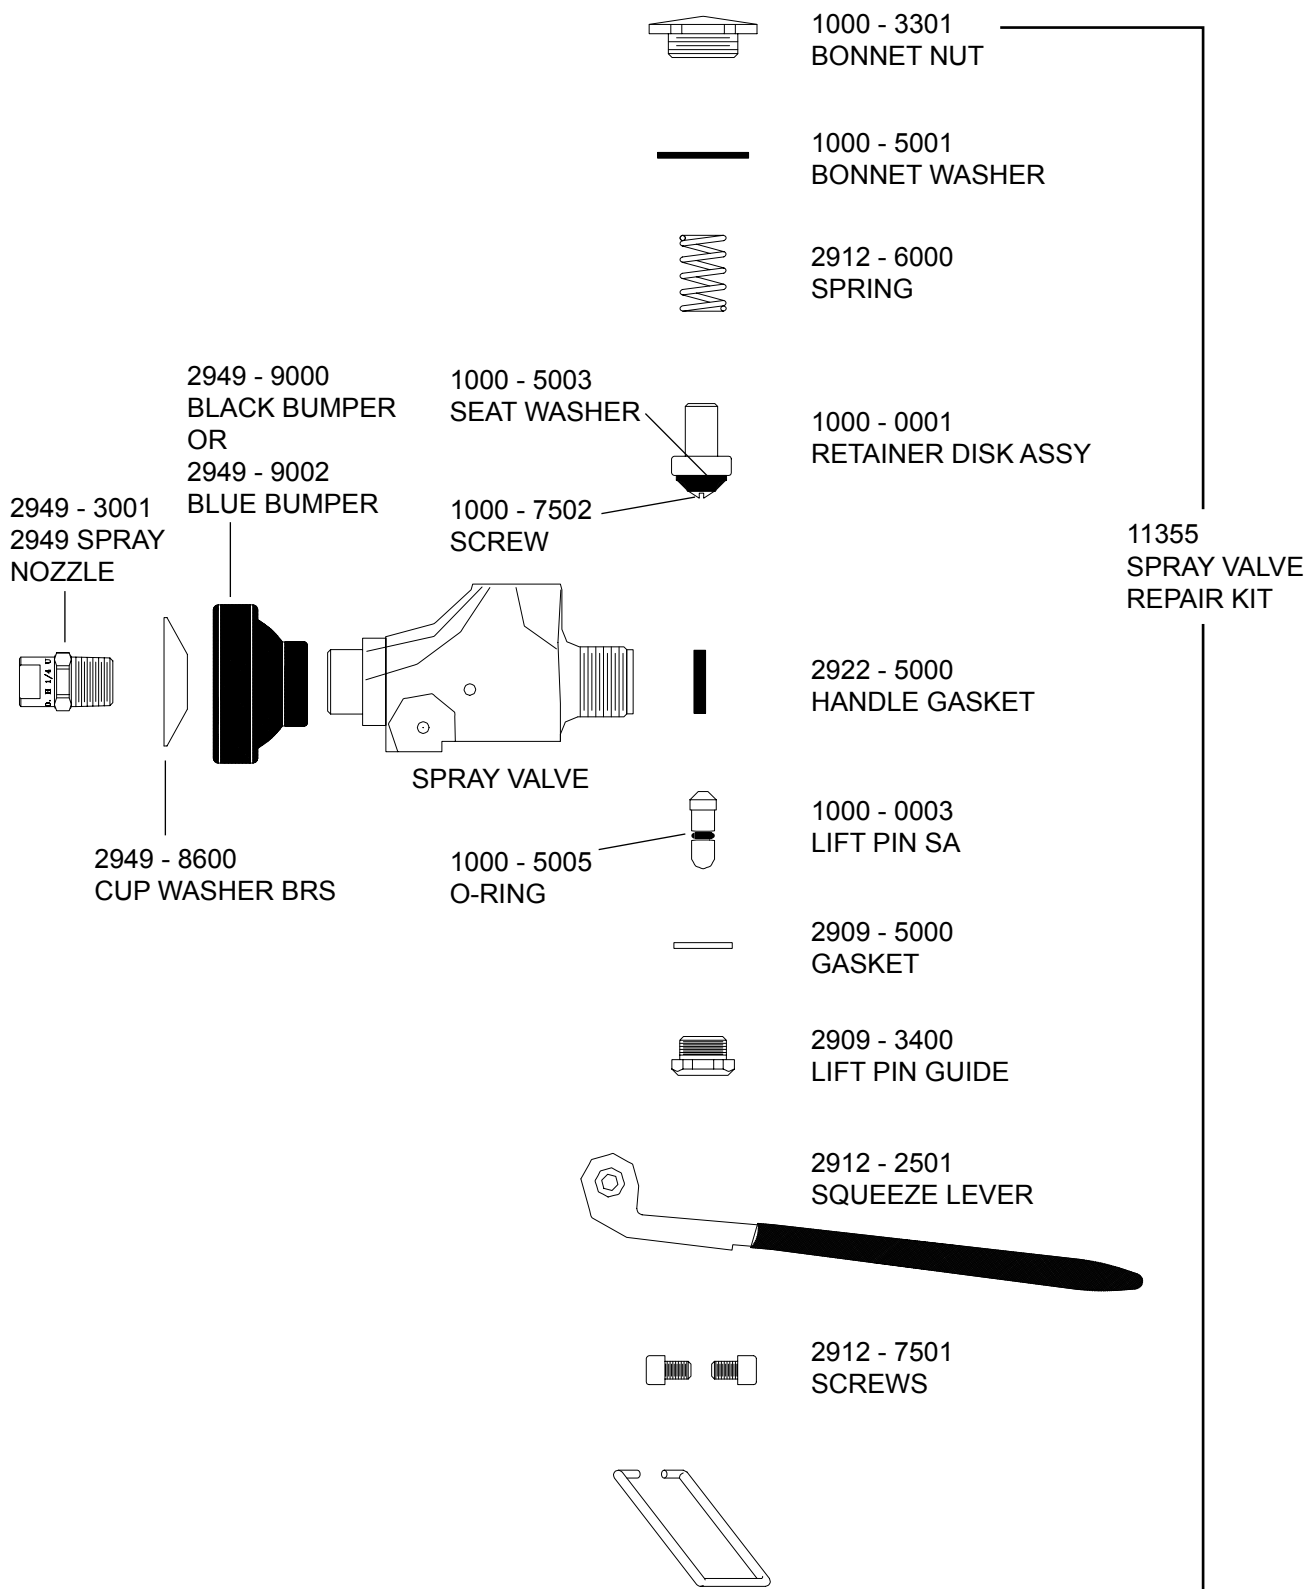 1000 - 3301
BONNET NUT
1000 - 5001
BONNET WASHER
2912 - 6000
SPRING
2949 - 9000
BLACK BUMPER
OR
2949 - 9002
BLUE BUMPER
1000 - 5003
SEAT WASHER
1000 - 0001
RETAINER DISK ASSY
2949 - 3001
2949 SPRAY
NOZZLE
1000 - 7502
SCREW
11355
SPRAY VALVE
REPAIR KIT
D. H 1/4 U
2922 - 5000
HANDLE GASKET
SPRAY VALVE
1000 - 0003
LIFT PIN SA
2949 - 8600
CUP WASHER BRS
1000 - 5005
O-RING
2909 - 5000
GASKET
2909 - 3400
LIFT PIN GUIDE
2912 - 2501
SQUEEZE LEVER
2912 - 7501
SCREWS